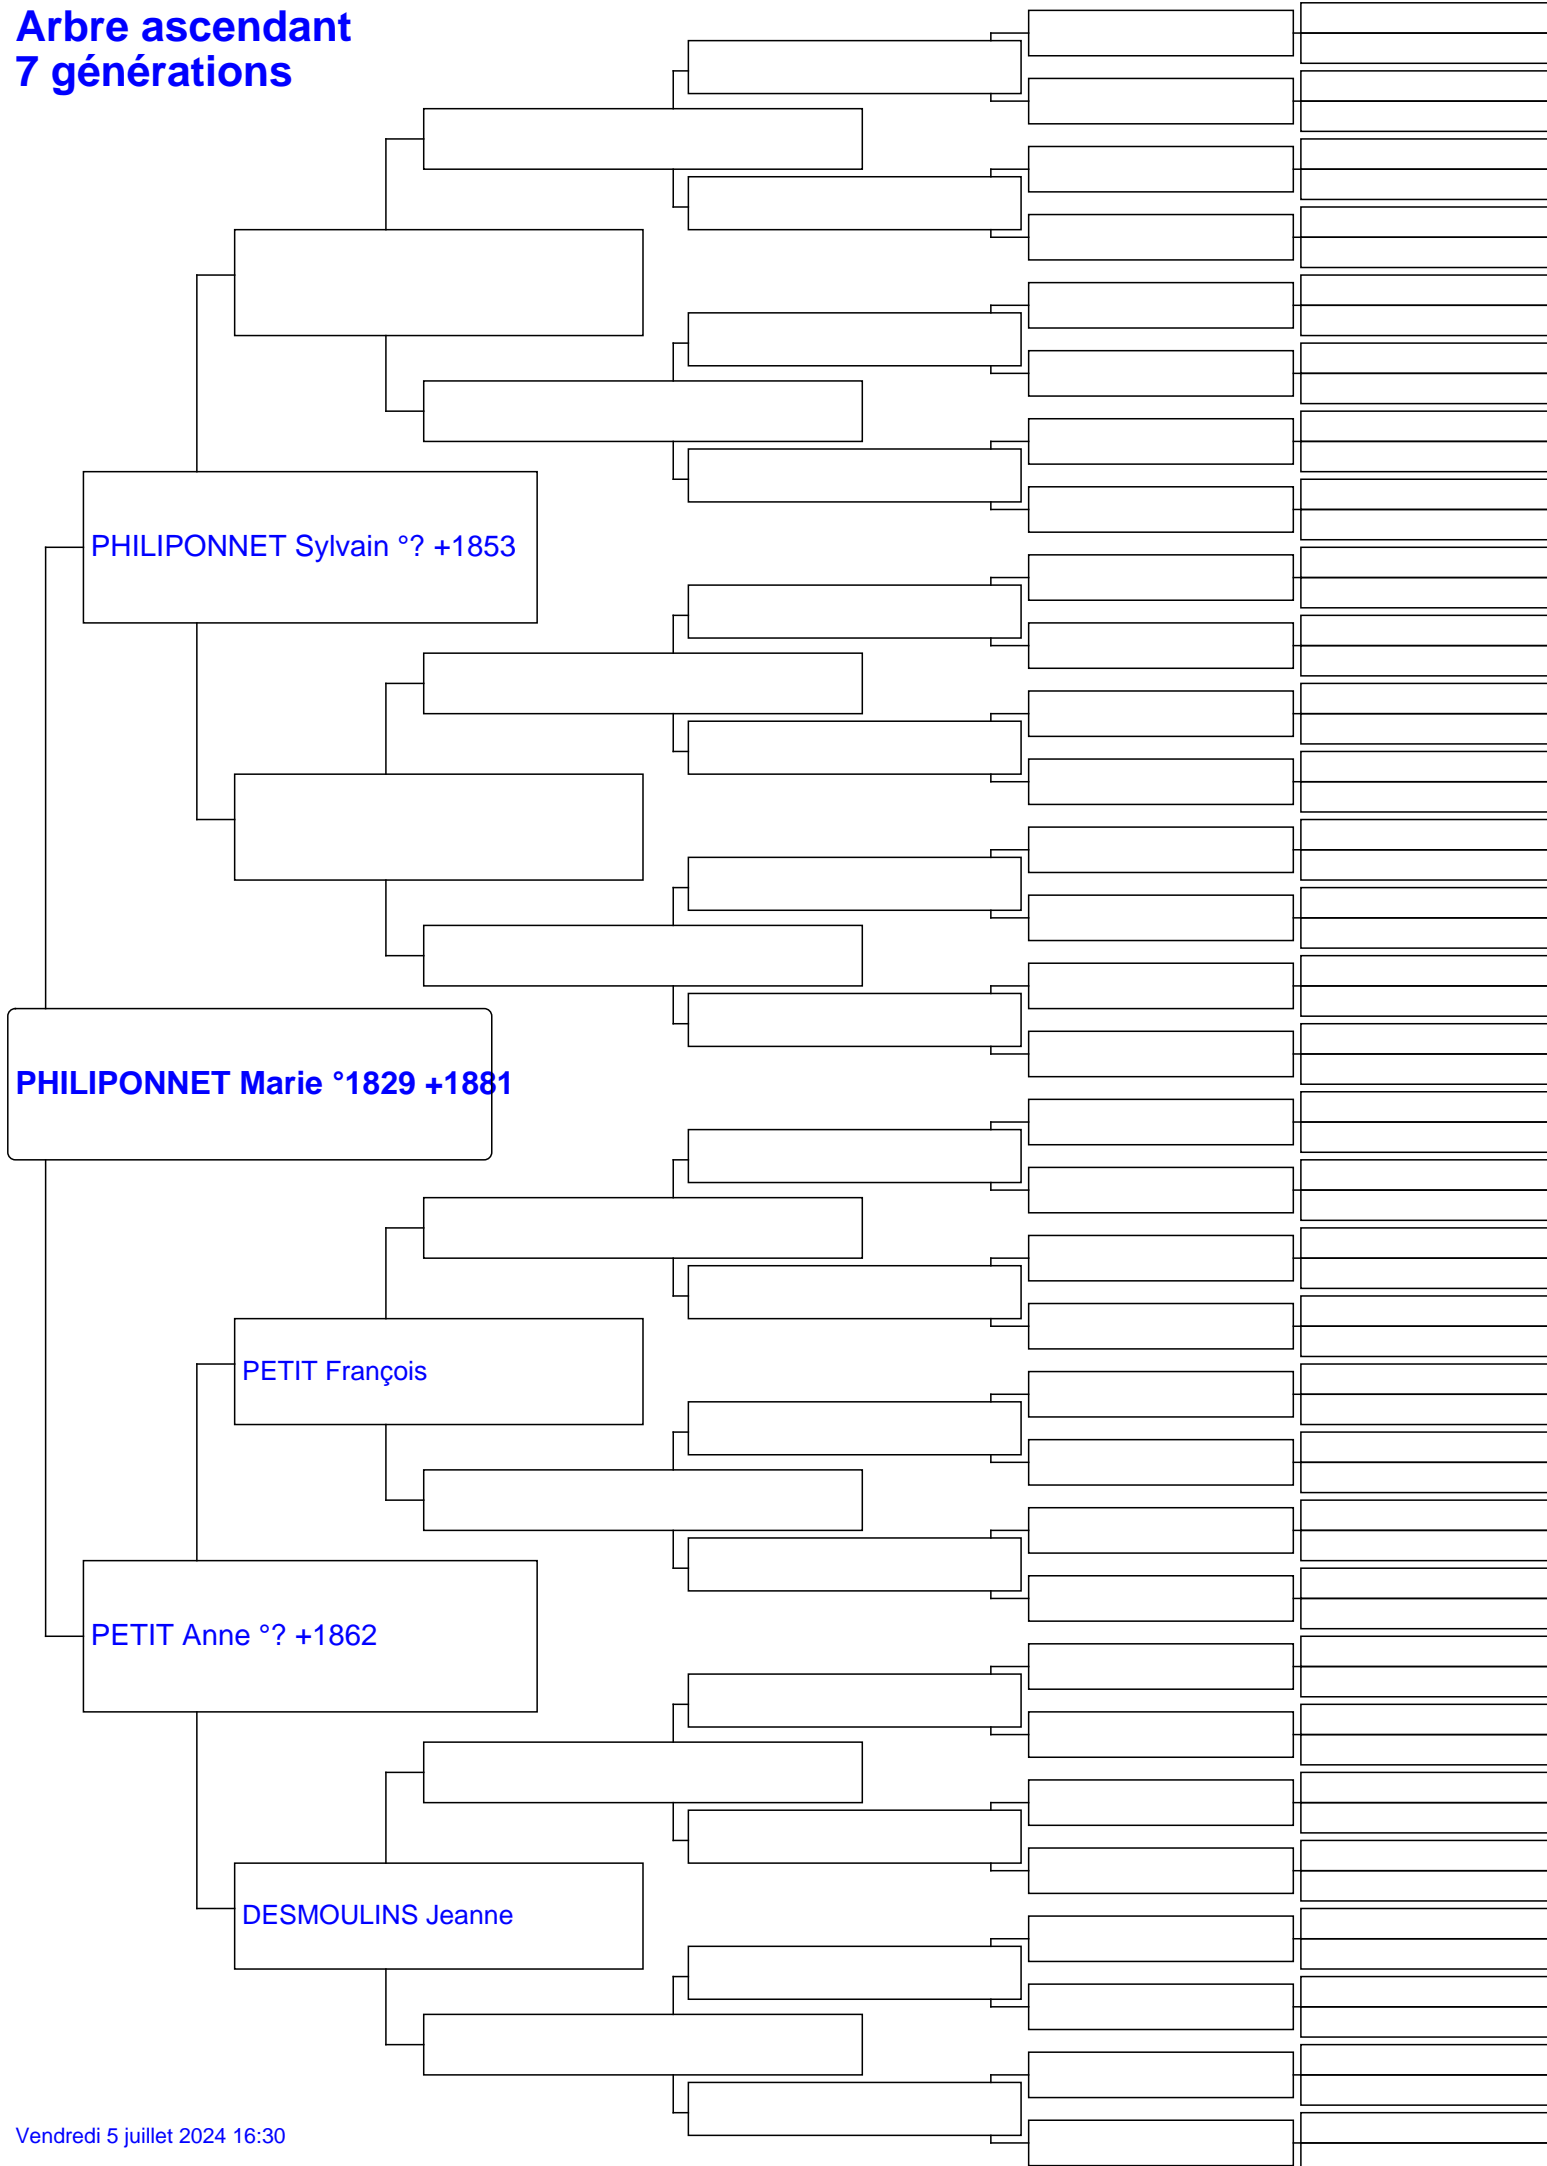 Arbre ascendant
7 générations
PHILIPONNET Sylvain °? +1853
PHILIPONNET Marie °1829 +1881
PETIT François
PETIT Anne °? +1862
DESMOULINS Jeanne
Vendredi 5 juillet 2024 16:30